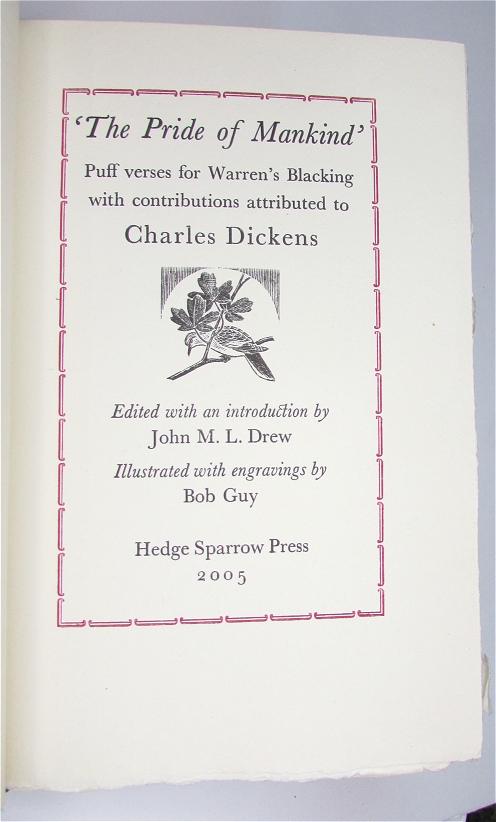 ‘The Pride of Mankind’
Puff verses for Warren’s Blacking
with contributions attributed to
Charles Dickens
Edited with an introduction by
John M. L. Drew
Illustrated with engravings by
Bob Guy
Hedge Sparrow Press
2005